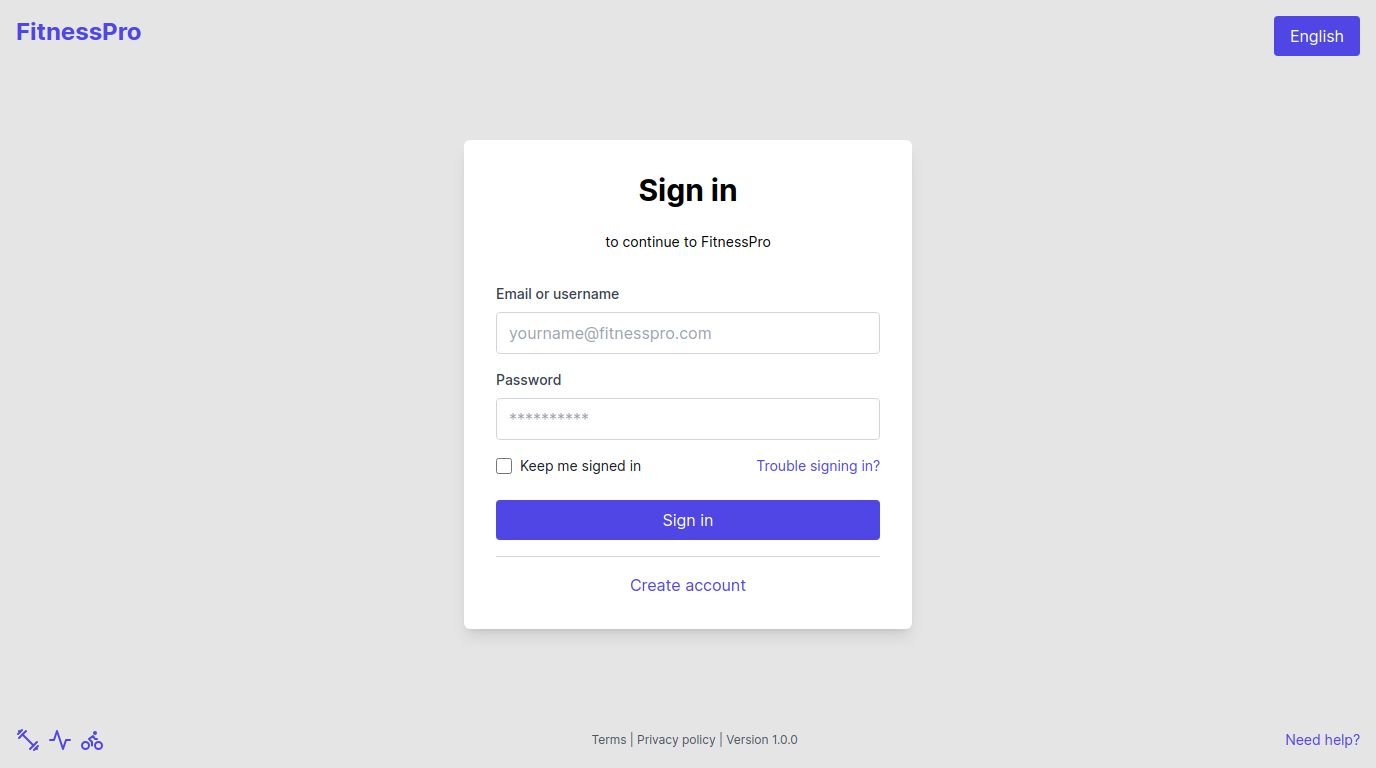 FitnessPro
English
Sign in
to continue to FitnessPro
Email or username
yourname@fitnesspro.com
Password
**********
Keep me signed in
Trouble signing in?
Sign in
Create account
Terms | Privacy policy | Version 1.0.0
Need help?